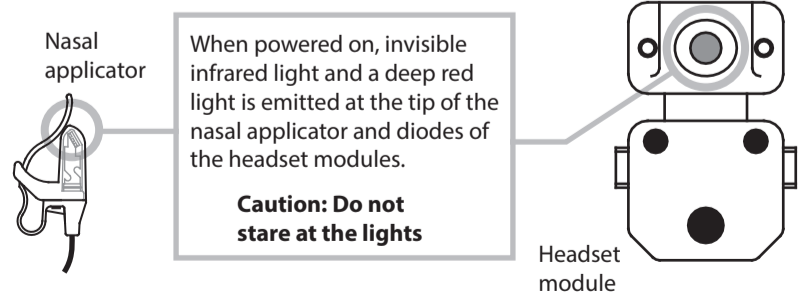 Nasal
applicator
When powered on, invisible
infrared light and a deep red
light is emitted at the tip of the
nasal applicator and diodes of
the headset modules.
Caution: Do not
stare at the lights
Headset
module